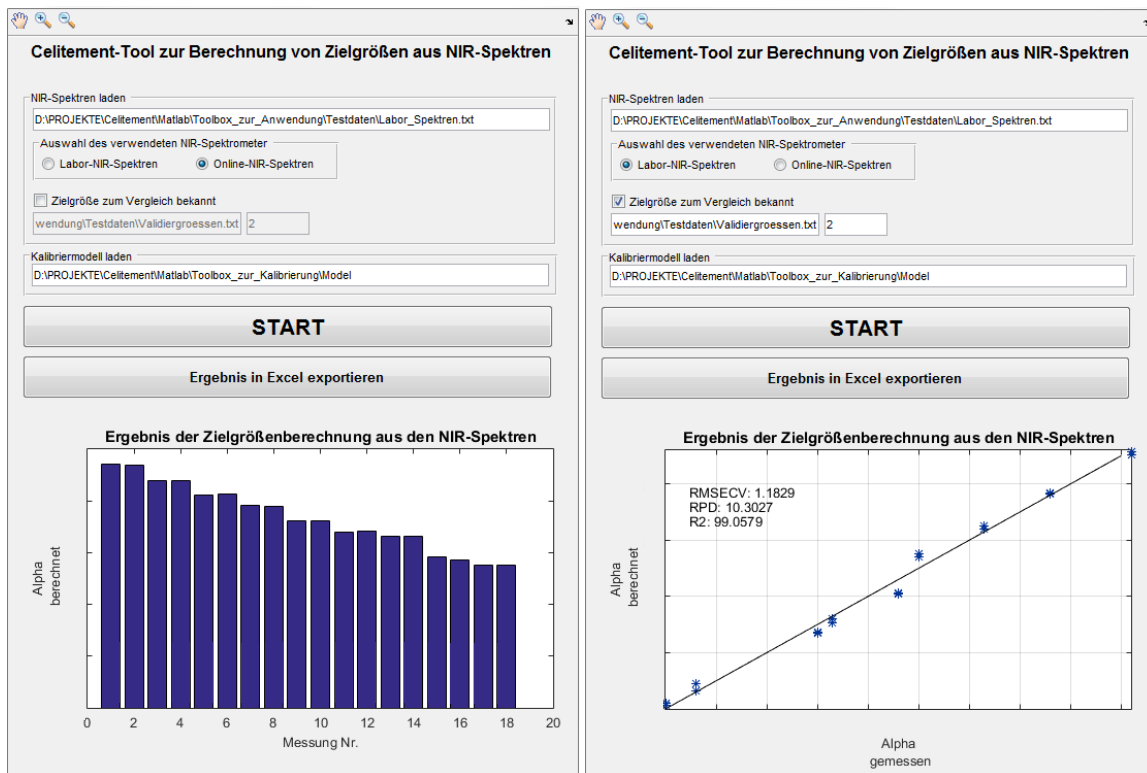 Celitement-Tool zur Berechnung von Zielgrößen aus NIR-Spektren
NIR-Spektren laden
D:\PROJEKTE\Celitement\Matlab\Toolbox_zur_Anwendung\Testdaten\Labor_Spektren.txt
Auswahl des verwendeten NIR-Spektrometer
Labor-NIR-Spektren Online-NIR-Spektren
Zielgröße zum Vergleich bekannt
wendung\Testdaten\Validiergroessen.txt 2
Kalibriermodell laden
D:\PROJEKTE\Celitement\Matlab\Toolbox_zur_Kalibrierung\Model
START
Ergebnis in Excel exportieren
Ergebnis der Zielgrößenberechnung aus den NIR-Spektren
Alpha
berechnet
0 2 4 6 8 10 12 14 16 18 20
Messung Nr.
Celitement-Tool zur Berechnung von Zielgrößen aus NIR-Spektren
NIR-Spektren laden
D:\PROJEKTE\Celitement\Matlab\Toolbox_zur_Anwendung\Testdaten\Labor_Spektren.txt
Auswahl des verwendeten NIR-Spektrometer
Labor-NIR-Spektren Online-NIR-Spektren
Zielgröße zum Vergleich bekannt
wendung\Testdaten\Validiergroessen.txt 2
Kalibriermodell laden
D:\PROJEKTE\Celitement\Matlab\Toolbox_zur_Kalibrierung\Model
START
Ergebnis in Excel exportieren
Ergebnis der Zielgrößenberechnung aus den NIR-Spektren
RMSECV: 1.1829
RPD: 10.3027
R2: 99.0579
Alpha
berechnet
Alpha
gemessen